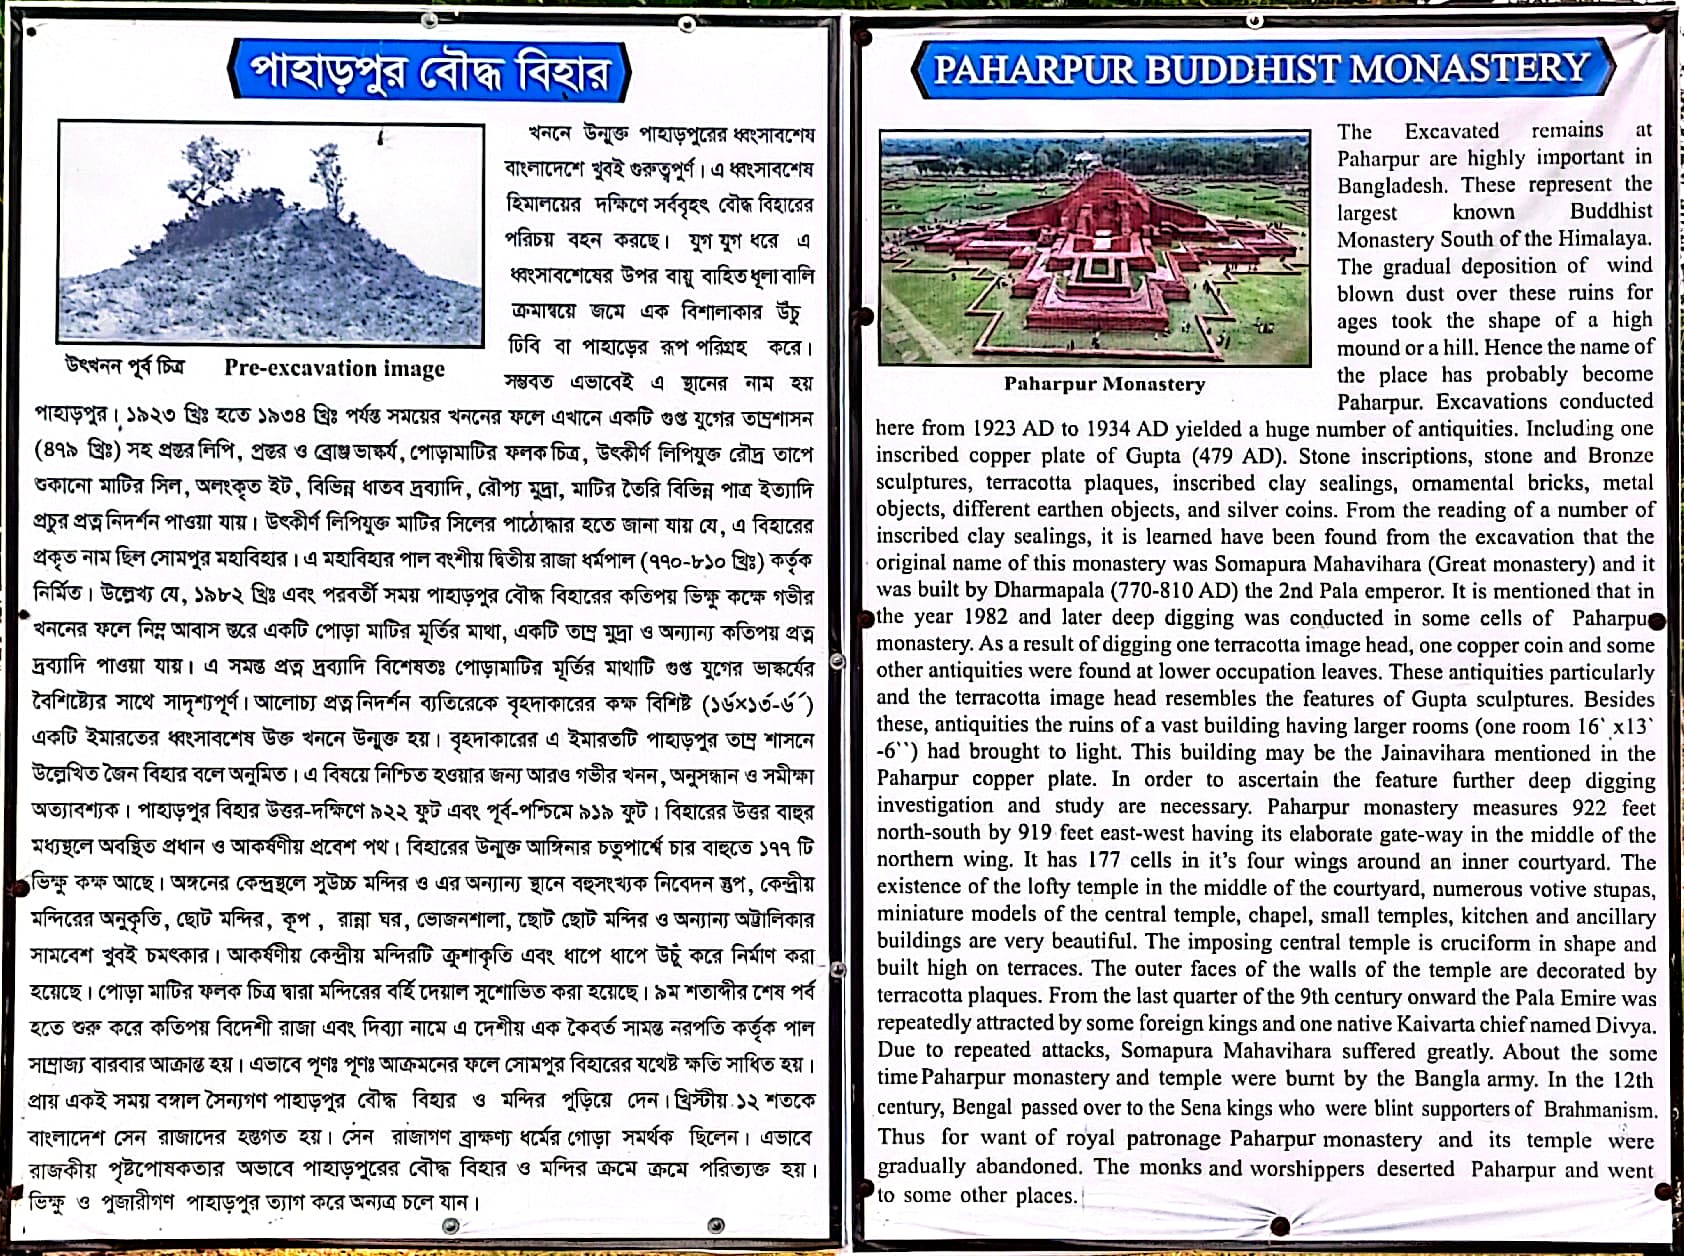 পাহাড়পুর বৌদ্ধ বিহার
খননে উন্মুক্ত পাহাড়পুরের ধ্বংসাবশেষ
বাংলাদেশে খুবই গুরুত্বপূর্ণ। এ ধ্বংসাবশেষ
হিমালয়ের দক্ষিণে সর্ববৃহৎ বৌদ্ধ বিহারের
পরিচয় বহন করছে। যুগ যুগ ধরে এ
ধ্বংসাবশেষের উপর বায়ু বাহিত ধূলা বালি
ক্রমান্বয়ে জমে এক বিশালাকার উঁচু
ঢিবি বা পাহাড়ের রূপ পরিগ্রহ করে।
সম্ভবত এভাবেই এ স্থানের নাম হয়
উৎখনন পূর্ব চিত্র Pre-excavation image
পাহাড়পুর। ১৯২৩ খ্রিঃ হতে ১৯৩৪ খ্রিঃ পর্যন্ত সময়ের খননের ফলে এখানে একটি গুপ্ত যুগের তাম্রশাসন
(৪৭৯ খ্রিঃ) সহ প্রস্তর লিপি, প্রস্তর ও ব্রোঞ্জ ভাস্কর্য, পোড়ামাটির ফলক চিত্র, উৎকীর্ণ লিপিযুক্ত রৌদ্র তাপে
শুকানো মাটির সিল, অলংকৃত ইট, বিভিন্ন ধাতব দ্রব্যাদি, রৌপ্য মুদ্রা, মাটির তৈরি বিভিন্ন পাত্র ইত্যাদি
প্রচুর প্রত্ন নিদর্শন পাওয়া যায়। উৎকীর্ণ লিপিযুক্ত মাটির সিলের পাঠোদ্ধার হতে জানা যায় যে, এ বিহারের
প্রকৃত নাম ছিল সোমপুর মহাবিহার। এ মহাবিহার পাল বংশীয় দ্বিতীয় রাজা ধর্মপাল (৭৭০-৮১০ খ্রিঃ) কর্তৃক
নির্মিত। উল্লেখ্য যে, ১৯৮২ খ্রিঃ এবং পরবর্তী সময় পাহাড়পুর বৌদ্ধ বিহারের কতিপয় ভিক্ষু কক্ষে গভীর
খননের ফলে নিম্ন আবাস স্তরে একটি পোড়া মাটির মূর্তির মাথা, একটি তাম্র মুদ্রা ও অন্যান্য কতিপয় প্রত্ন
দ্রব্যাদি পাওয়া যায়। এ সমস্ত প্রত্ন দ্রব্যাদি বিশেষতঃ পোড়ামাটির মূর্তির মাথাটি গুপ্ত যুগের ভাস্কর্যের
বৈশিষ্ট্যের সাথে সাদৃশ্যপূর্ণ। আলোচ্য প্রত্ন নিদর্শন ব্যতিরেকে বৃহদাকারের কক্ষ বিশিষ্ট (১৬×১৩-৬´)
একটি ইমারতের ধ্বংসাবশেষ উক্ত খননে উন্মুক্ত হয়। বৃহদাকারের এ ইমারতটি পাহাড়পুর তাম্র শাসনে
উল্লেখিত জৈন বিহার বলে অনুমিত। এ বিষয়ে নিশ্চিত হওয়ার জন্য আরও গভীর খনন, অনুসন্ধান ও সমীক্ষা
অত্যাবশ্যক। পাহাড়পুর বিহার উত্তর-দক্ষিণে ৯২২ ফুট এবং পূর্ব-পশ্চিমে ৯১৯ ফুট। বিহারের উত্তর বাহুর
মধ্যস্থলে অবস্থিত প্রধান ও আকর্ষণীয় প্রবেশ পথ। বিহারের উন্মুক্ত আঙ্গিনার চতুপার্শ্বে চার বাহুতে ১৭৭ টি
ভিক্ষু কক্ষ আছে। অঙ্গনের কেন্দ্রস্থলে সুউচ্চ মন্দির ও এর অন্যান্য স্থানে বহুসংখ্যক নিবেদন স্তুপ, কেন্দ্রীয়
মন্দিরের অনুকৃতি, ছোট মন্দির, কূপ , রান্না ঘর, ভোজনশালা, ছোট ছোট মন্দির ও অন্যান্য অট্টালিকার
সামবেশ খুবই চমৎকার। আকর্ষণীয় কেন্দ্রীয় মন্দিরটি ক্রুশাকৃতি এবং ধাপে ধাপে উচুঁ করে নির্মাণ করা
হয়েছে। পোড়া মাটির ফলক চিত্র দ্বারা মন্দিরের বর্হি দেয়াল সুশোভিত করা হয়েছে। ৯ম শতাব্দীর শেষ পর্ব
হতে শুরু করে কতিপয় বিদেশী রাজা এবং দিব্যা নামে এ দেশীয় এক কৈবর্ত সামন্ত নরপতি কর্তৃক পাল
সাম্রাজ্য বারবার আক্রান্ত হয়। এভাবে পূণঃ পূণঃ আক্রমনের ফলে সোমপুর বিহারের যথেষ্ট ক্ষতি সাধিত হয়।
প্রায় একই সময় বঙ্গাল সৈন্যগণ পাহাড়পুর বৌদ্ধ বিহার ও মন্দির পুড়িয়ে দেন। খ্রিস্টীয় ১২ শতকে
বাংলাদেশ সেন রাজাদের হস্তগত হয়। সেন রাজাগণ ব্রাক্ষণ্য ধর্মের গোড়া সমর্থক ছিলেন। এভাবে
রাজকীয় পৃষ্টপোষকতার অভাবে পাহাড়পুরের বৌদ্ধ বিহার ও মন্দির ক্রমে ক্রমে পরিত্যক্ত হয়।
ভিক্ষু ও পুজারীগণ পাহাড়পুর ত্যাগ করে অন্যত্র চলে যান।
PAHARPUR BUDDHIST MONASTERY
The Excavated remains at
Paharpur are highly important in
Bangladesh. These represent the
largest known Buddhist
Monastery South of the Himalaya.
The gradual deposition of wind
blown dust over these ruins for
ages took the shape of a high
mound or a hill. Hence the name of
the place has probably become
Paharpur. Excavations conducted
Paharpur Monastery
here from 1923 AD to 1934 AD yielded a huge number of antiquities. Including one
inscribed copper plate of Gupta (479 AD). Stone inscriptions, stone and Bronze
sculptures, terracotta plaques, inscribed clay sealings, ornamental bricks, metal
objects, different earthen objects, and silver coins. From the reading of a number of
inscribed clay sealings, it is learned have been found from the excavation that the
original name of this monastery was Somapura Mahavihara (Great monastery) and it
was built by Dharmapala (770-810 AD) the 2nd Pala emperor. It is mentioned that in
the year 1982 and later deep digging was conducted in some cells of Paharpur
monastery. As a result of digging one terracotta image head, one copper coin and some
other antiquities were found at lower occupation leaves. These antiquities particularly
and the terracotta image head resembles the features of Gupta sculptures. Besides
these, antiquities the ruins of a vast building having larger rooms (one room 16` x13`
-6``) had brought to light. This building may be the Jainavihara mentioned in the
Paharpur copper plate. In order to ascertain the feature further deep digging
investigation and study are necessary. Paharpur monastery measures 922 feet
north-south by 919 feet east-west having its elaborate gate-way in the middle of the
northern wing. It has 177 cells in it’s four wings around an inner courtyard. The
existence of the lofty temple in the middle of the courtyard, numerous votive stupas,
miniature models of the central temple, chapel, small temples, kitchen and ancillary
buildings are very beautiful. The imposing central temple is cruciform in shape and
built high on terraces. The outer faces of the walls of the temple are decorated by
terracotta plaques. From the last quarter of the 9th century onward the Pala Emire was
repeatedly attracted by some foreign kings and one native Kaivarta chief named Divya.
Due to repeated attacks, Somapura Mahavihara suffered greatly. About the some
time Paharpur monastery and temple were burnt by the Bangla army. In the 12th
century, Bengal passed over to the Sena kings who were blint supporters of Brahmanism.
Thus for want of royal patronage Paharpur monastery and its temple were
gradually abandoned. The monks and worshippers deserted Paharpur and went
to some other places.